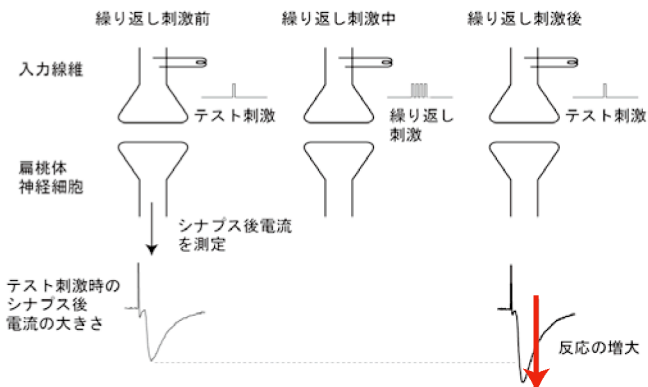 繰り返し刺激前
繰り返し刺激中
繰り返し刺激後
入力線維
テスト刺激
繰り返し
刺激
テスト刺激
扁桃体
神経細胞
シナプス後電流
を測定
テスト刺激時の
シナプス後
電流の大きさ
反応の増大